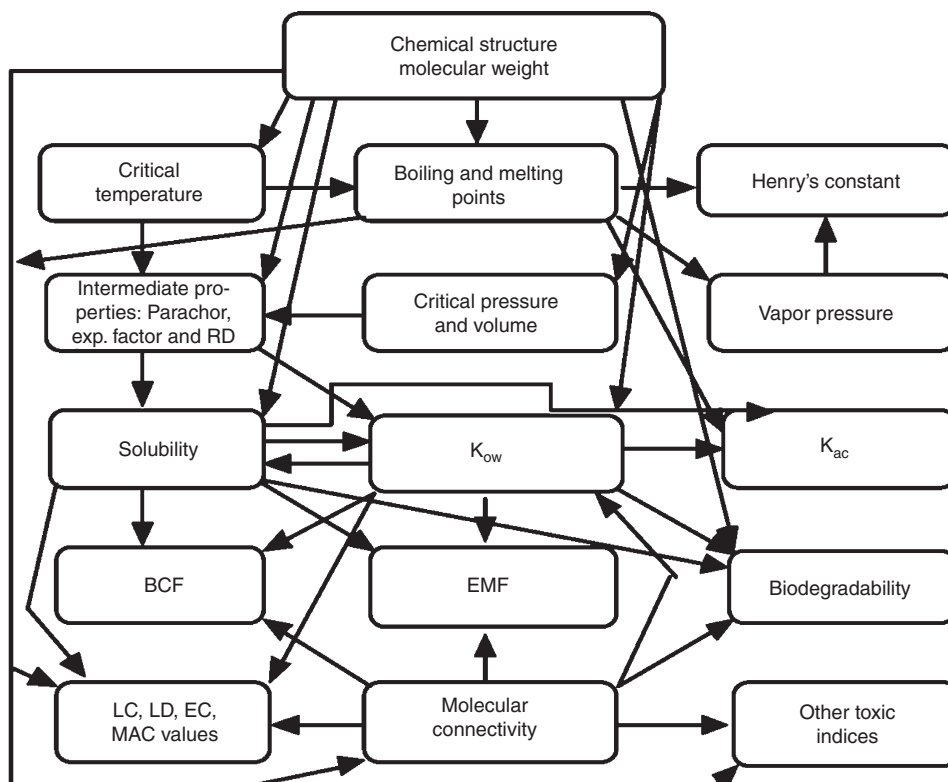 Chemical structure
molecular weight
Critical
temperature
Boiling and melting
points
Henry's constant
Intermediate pro-
perties: Parachor,
exp. factor and RD
Critical pressure
and volume
Vapor pressure
Solubility
Kow
Kac
BCF
EMF
Biodegradability
LC, LD, EC,
MAC values
Molecular
connectivity
Other toxic
indices